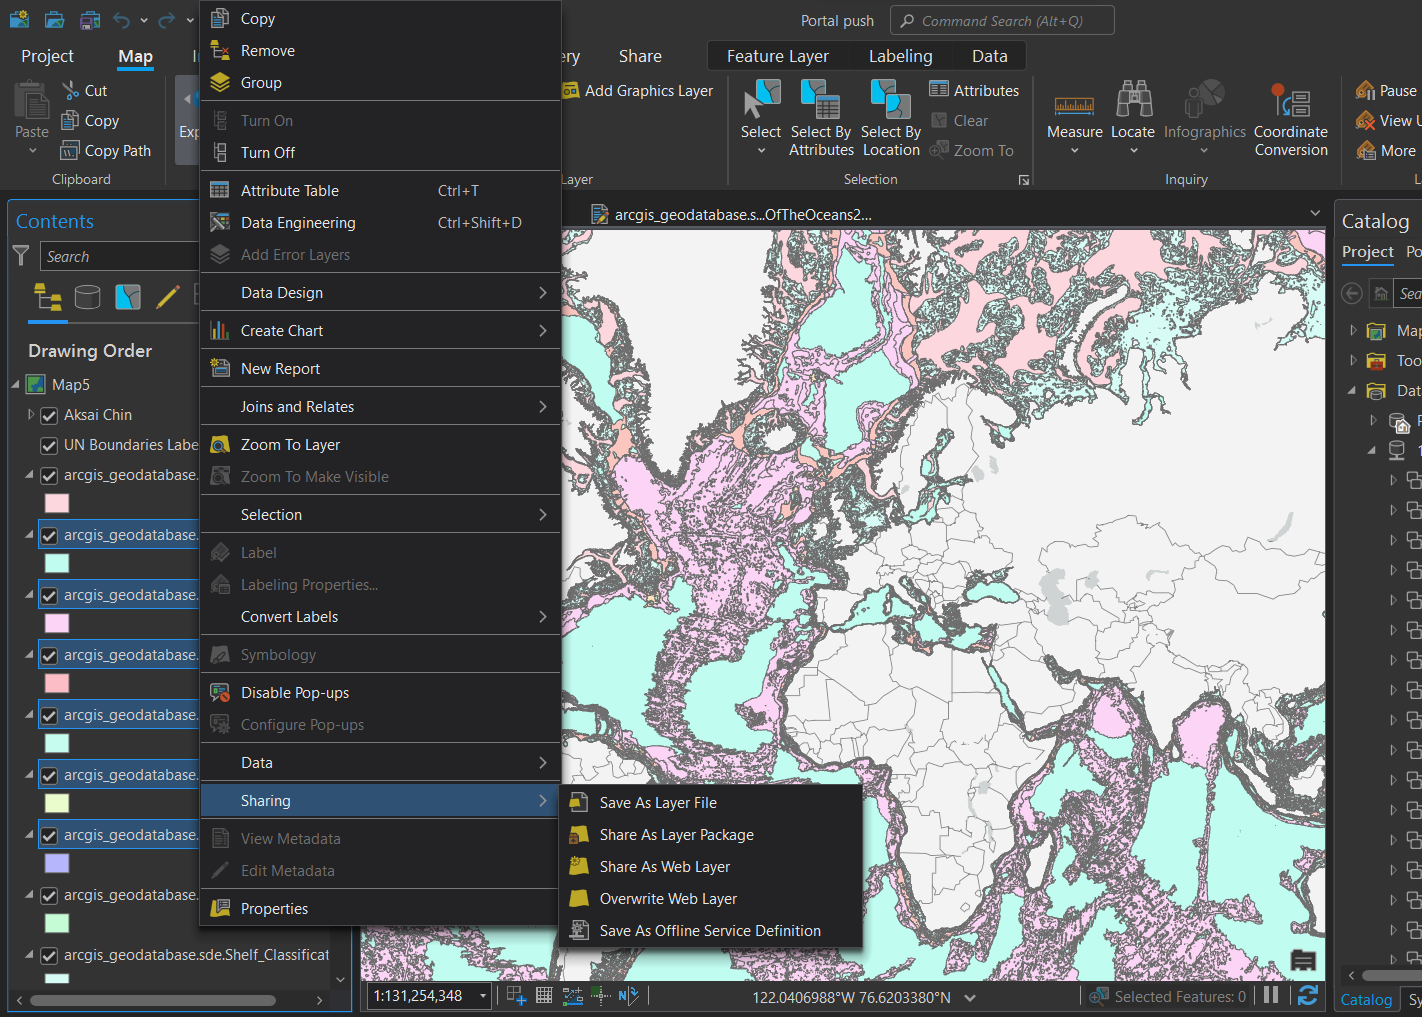 Portal push
Command Search (Alt+Q)
Project
Map
ery
Share
Feature Layer
Labeling
Data
Paste
Cut
Copy
Copy Path
Clipboard
Exp
Add Graphics Layer
Layer
Select
Select By Attributes
Select By Location
Attributes
Clear
Zoom To
Selection
Measure
Locate
Infographics
Coordinate Conversion
Inquiry
Pause
View U
More
Contents
Search
Drawing Order
Map5
Aksai Chin
UN Boundaries Labe
arcgis_geodatabase.
arcgis_geodatabase.
arcgis_geodatabase.
arcgis_geodatabase.
arcgis_geodatabase.
arcgis_geodatabase.
arcgis_geodatabase.
arcgis_geodatabase.
arcgis_geodatabase.sde.Shelf_Classificat
Copy
Remove
Group
Turn On
Turn Off
Attribute Table Ctrl+T
Data Engineering Ctrl+Shift+D
Add Error Layers
Data Design
Create Chart
New Report
Joins and Relates
Zoom To Layer
Zoom To Make Visible
Selection
Label
Labeling Properties...
Convert Labels
Symbology
Disable Pop-ups
Configure Pop-ups
Data
Sharing
View Metadata
Edit Metadata
Properties
Save As Layer File
Share As Layer Package
Share As Web Layer
Overwrite Web Layer
Save As Offline Service Definition
arcgis_geodatabase.s...OfTheOceans2...
1:131,254,348
122.0406988°W 76.6203380°N
Selected Features: 0
Catalog
Project
Po
Sea
Map
Too
Dat
Catalog
Sy